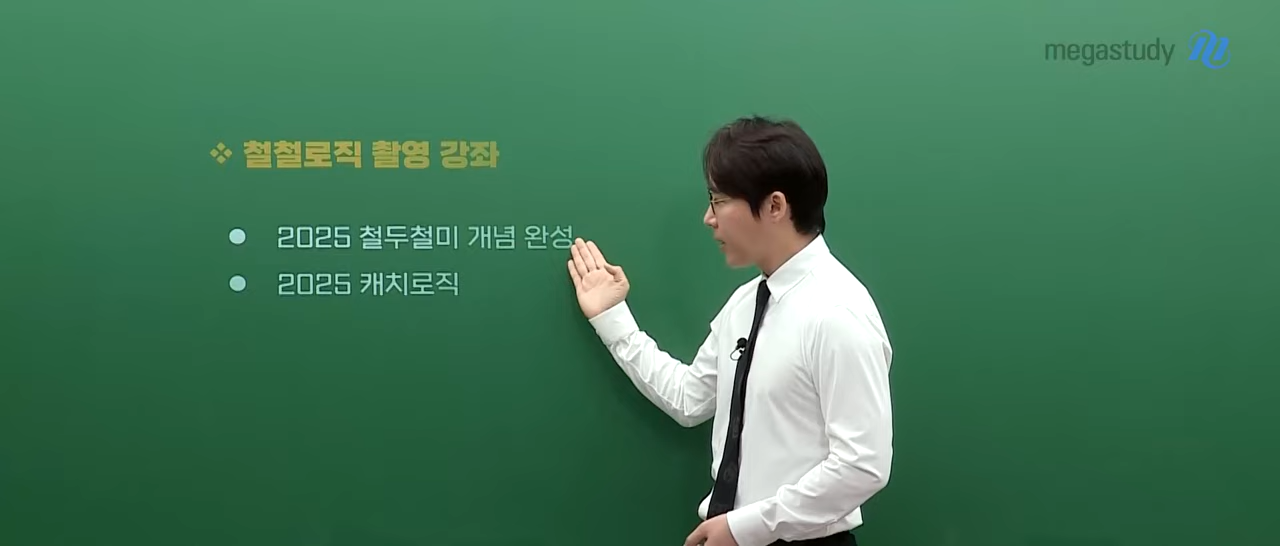 megastudy
❖ 철철로직 촬영 강좌
● 2025 철두철미 개념 완성
● 2025 캐치로직